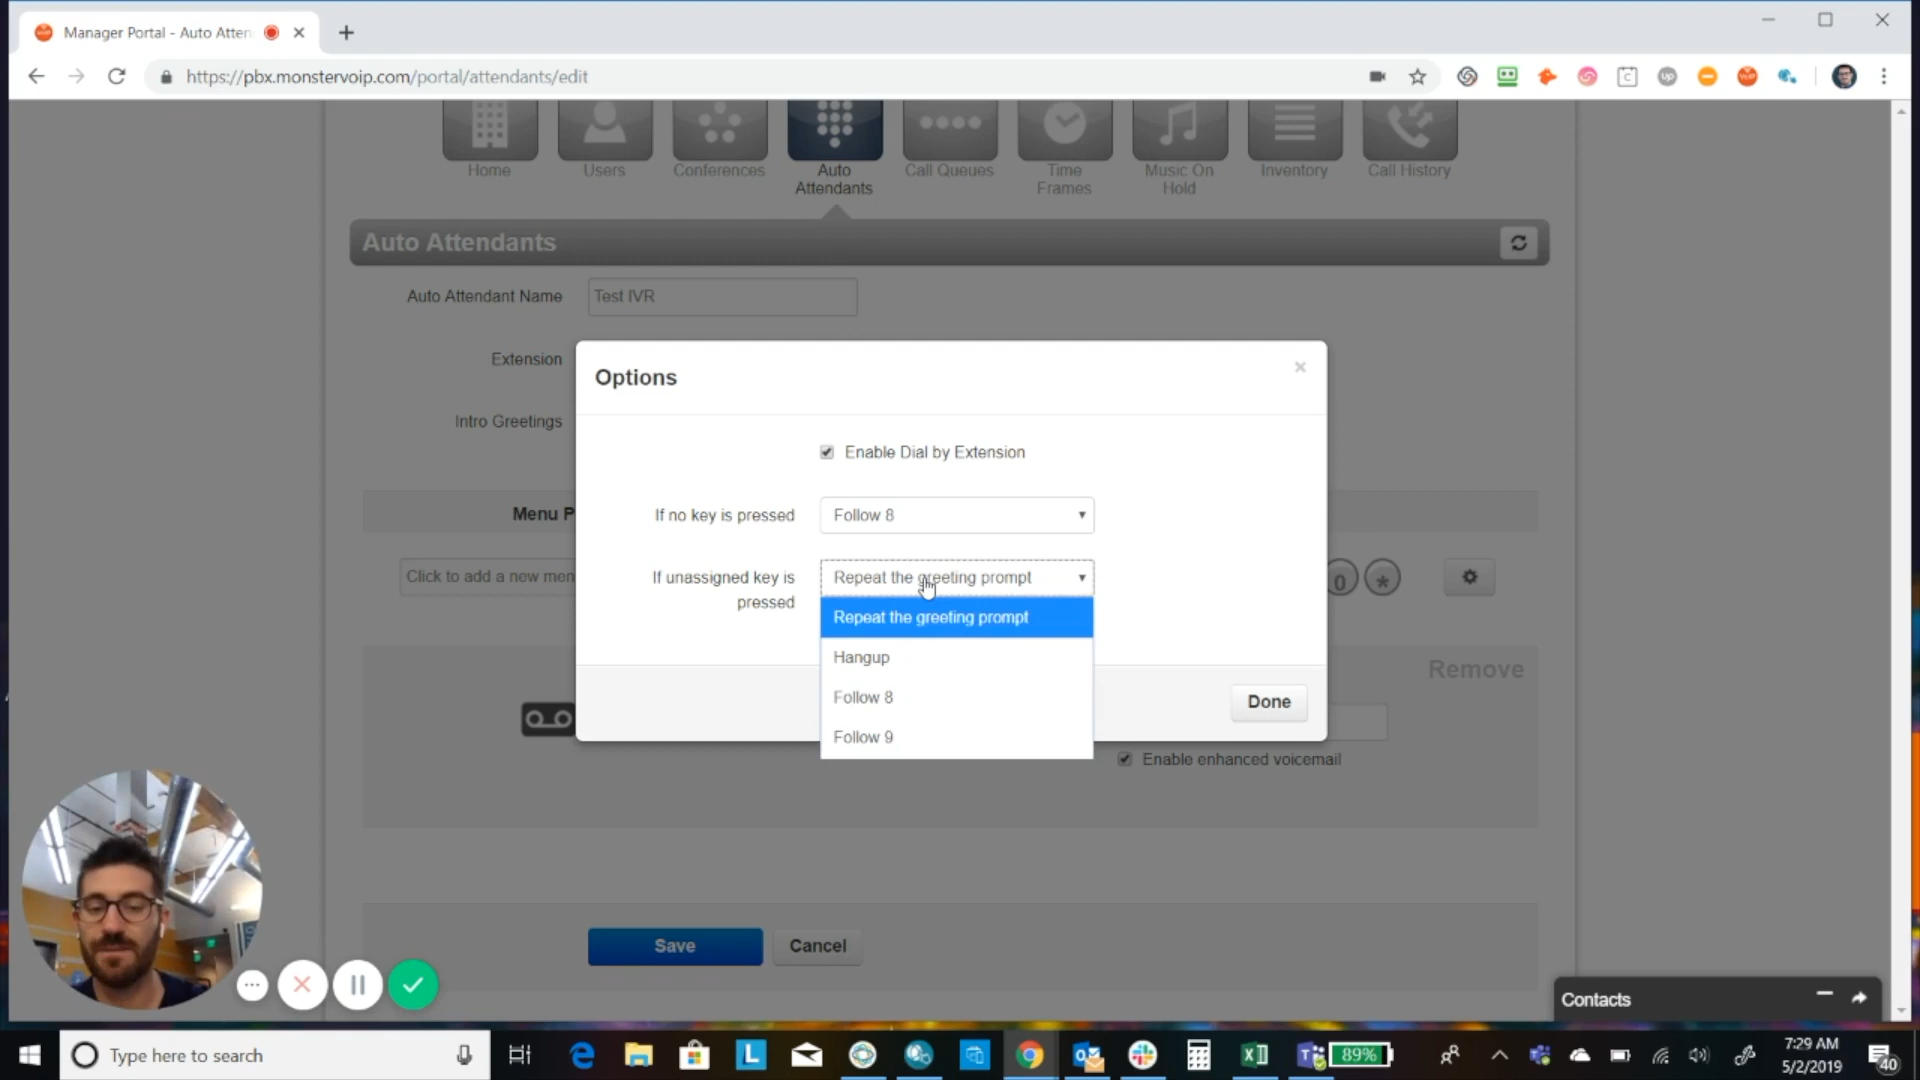 Manager Portal - Auto Atten
https://pbx.monstervoip.com/portal/attendants/edit
Home
Users
Conferences
Auto
Attendants
Call Queues
Time
Frames
Music On
Hold
Inventory
Call History
Auto Attendants
Auto Attendant Name
Test IVR
Extension
Intro Greetings
Menu P
Click to add a new men
0
*
Options
×
Enable Dial by Extension
If no key is pressed
Follow 8
If unassigned key is
pressed
Repeat the greeting prompt
Repeat the greeting prompt
Hangup
Follow 8
Follow 9
Done
Remove
Enable enhanced voicemail
Save
Cancel
Contacts
Type here to search
89%
7:29 AM
5/2/2019
40